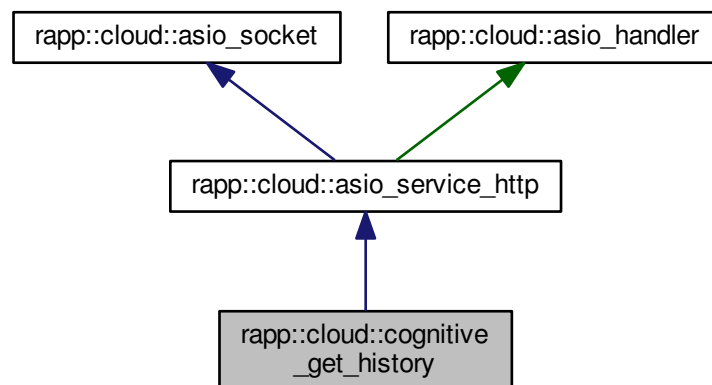 rapp::cloud::asio_socket
rapp::cloud::asio_handler
rapp::cloud::asio_service_http
rapp::cloud::cognitive
_get_history